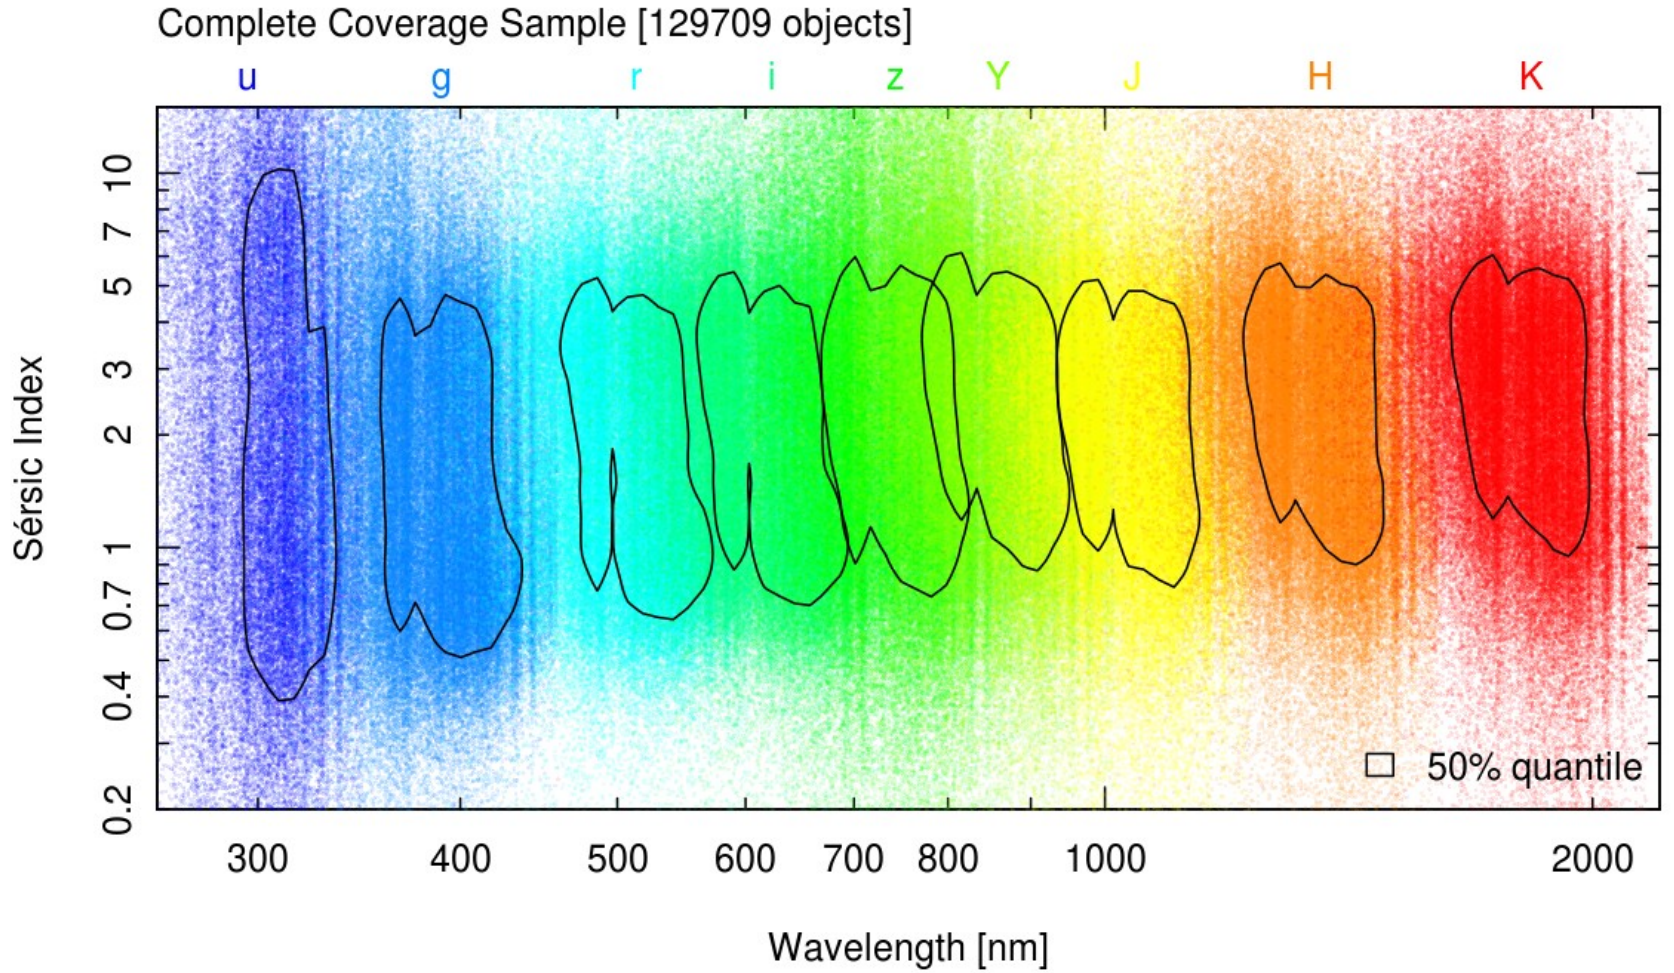 Complete Coverage Sample [129709 objects]
u g r i z Y J H K
10
7
5
3
2
1
0.7
0.4
0.2
Sérsic Index
50% quantile
300 400 500 600 700 800 1000 2000
Wavelength [nm]